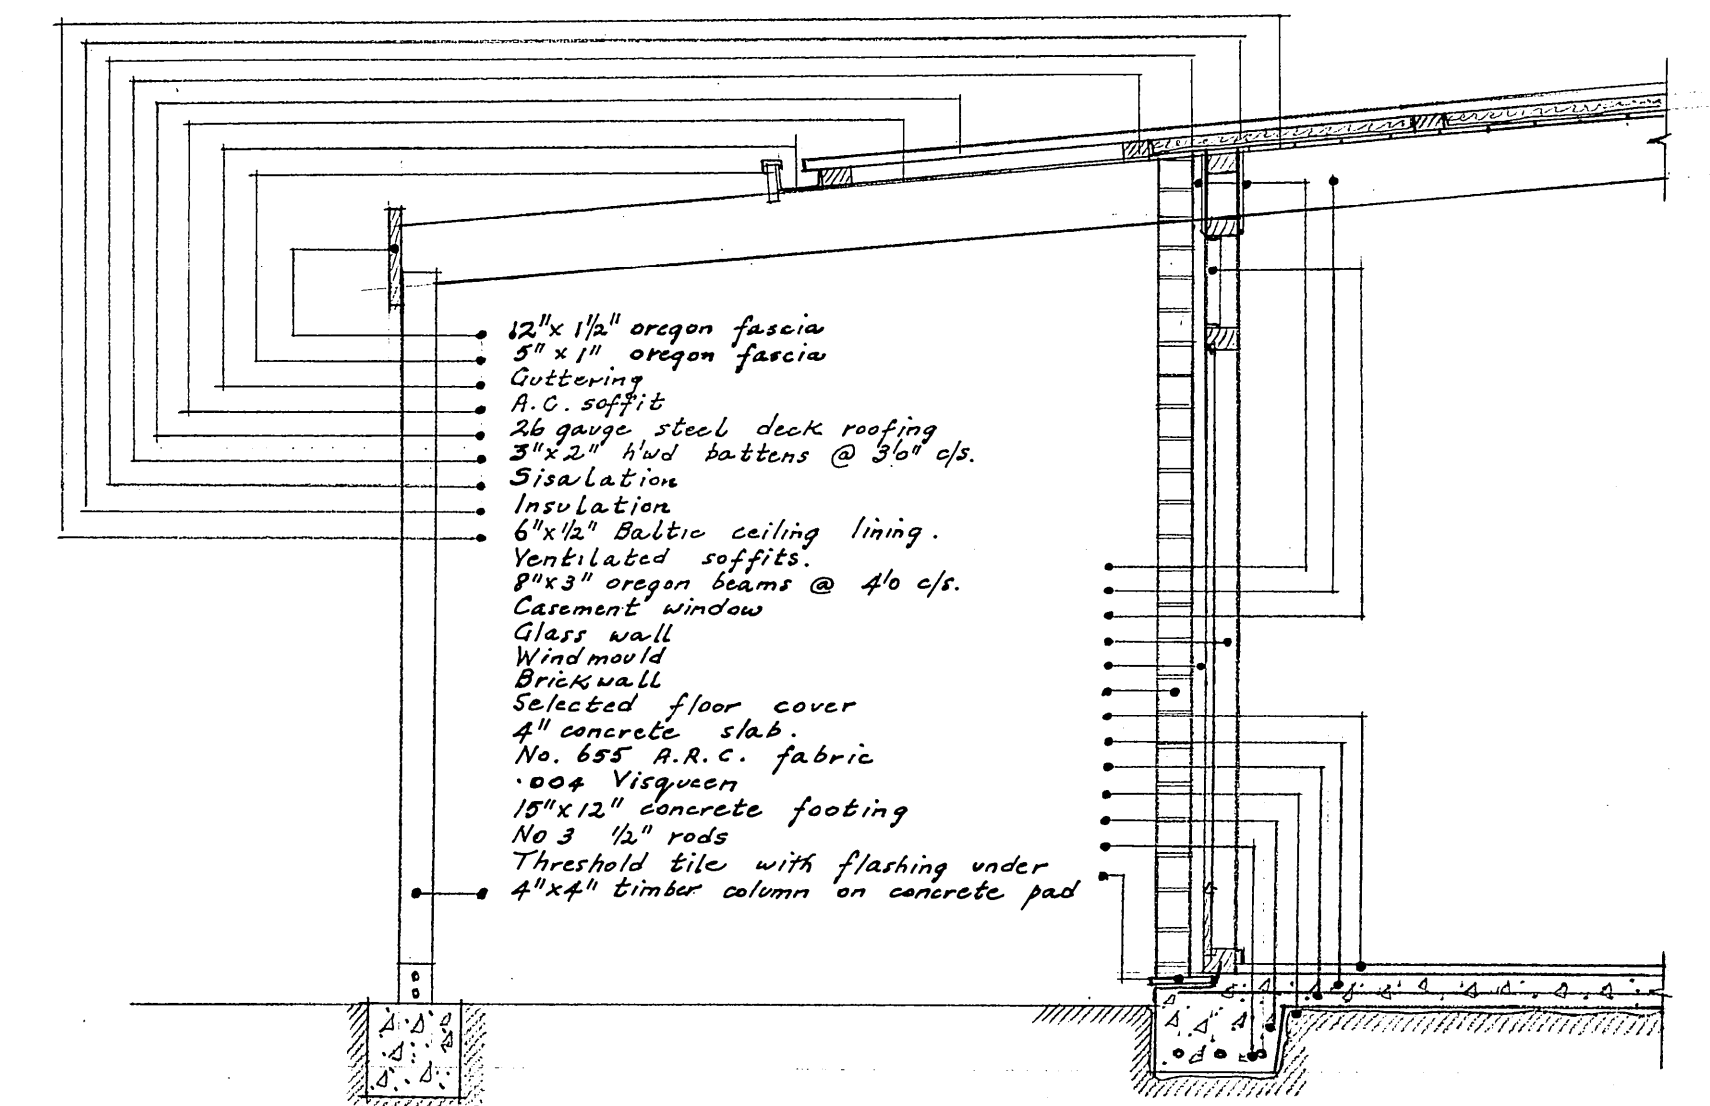 12"x 1½" oregon fascia
5" x 1" oregon fascia
Guttering
A.C. soffit
26 gauge steel deck roofing
3"x2" h'wd battens @ 3'0" c/s.
Sisalation
Insulation
6"x½" Baltic ceiling lining.
Ventilated soffits.
8"x3" oregon beams @ 4'0 c/s.
Casement window
Glass wall
Windmould
Brickwall
Selected floor cover
4" concrete slab.
No. 655 A.R.C. fabric
.004 Visqueen
15"x12" concrete footing
No 3 ½" rods
Threshold tile with flashing under
4"x4" timber column on concrete pad